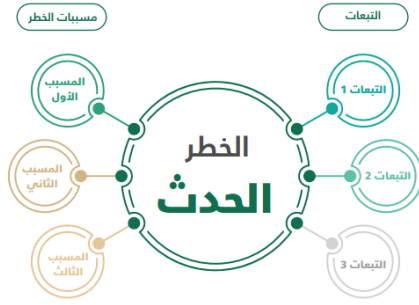 التبعات
مسببات الخطر
التبعات 1
المسبب
الأول
الخطر
الحدث
التبعات 2
المسبب
الثاني
التبعات 3
المسبب
الثالث